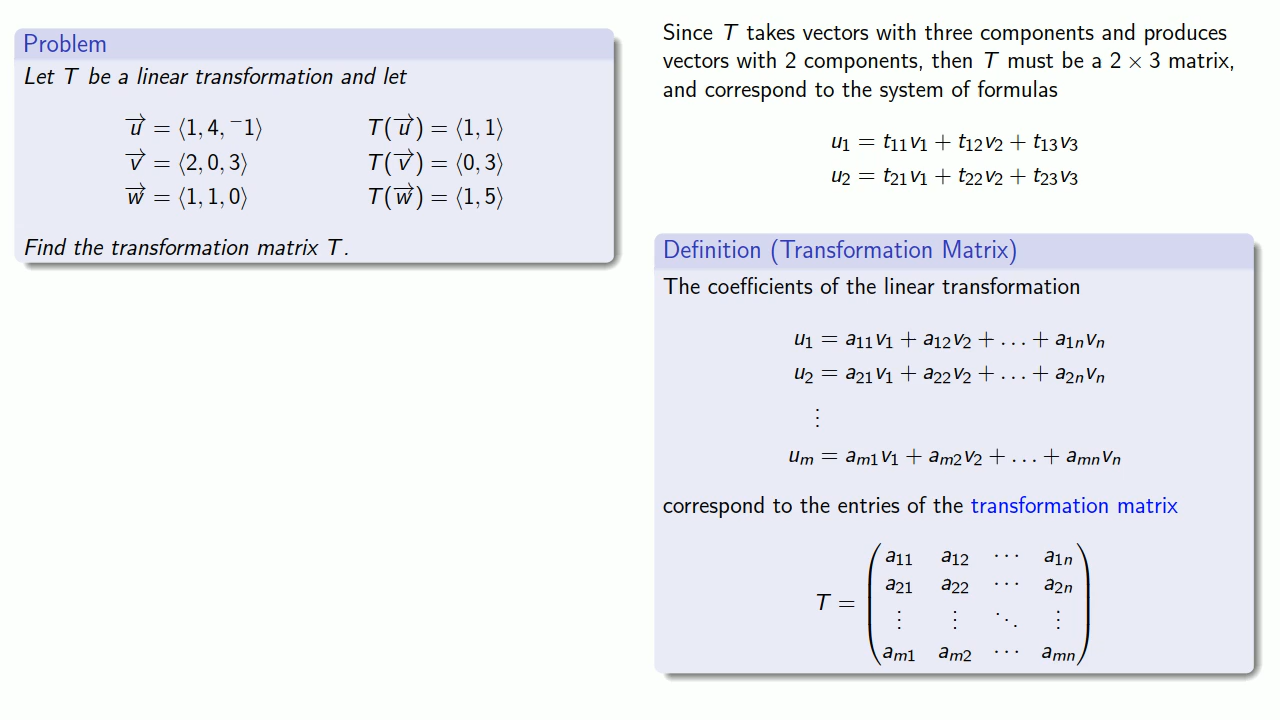 Problem
Let T be a linear transformation and let
u⃗ = ⟨1, 4, ⁻1⟩ T(u⃗) = ⟨1, 1⟩
v⃗ = ⟨2, 0, 3⟩ T(v⃗) = ⟨0, 3⟩
w⃗ = ⟨1, 1, 0⟩ T(w⃗) = ⟨1, 5⟩
Find the transformation matrix T.
Since T takes vectors with three components and produces
vectors with 2 components, then T must be a 2 × 3 matrix,
and correspond to the system of formulas
u₁ = t₁₁v₁ + t₁₂v₂ + t₁₃v₃
u₂ = t₂₁v₁ + t₂₂v₂ + t₂₃v₃
Definition (Transformation Matrix)
The coefficients of the linear transformation
u₁ = a₁₁v₁ + a₁₂v₂ + … + a₁ₙvₙ
u₂ = a₂₁v₁ + a₂₂v₂ + … + a₂ₙvₙ
⋮
uₘ = aₘ₁v₁ + aₘ₂v₂ + … + aₘₙvₙ
correspond to the entries of the transformation matrix
T =
a₁₁ a₁₂ ⋯ a₁ₙ
a₂₁ a₂₂ ⋯ a₂ₙ
⋮ ⋮ ⋱ ⋮
aₘ₁ aₘ₂ ⋯ aₘₙ